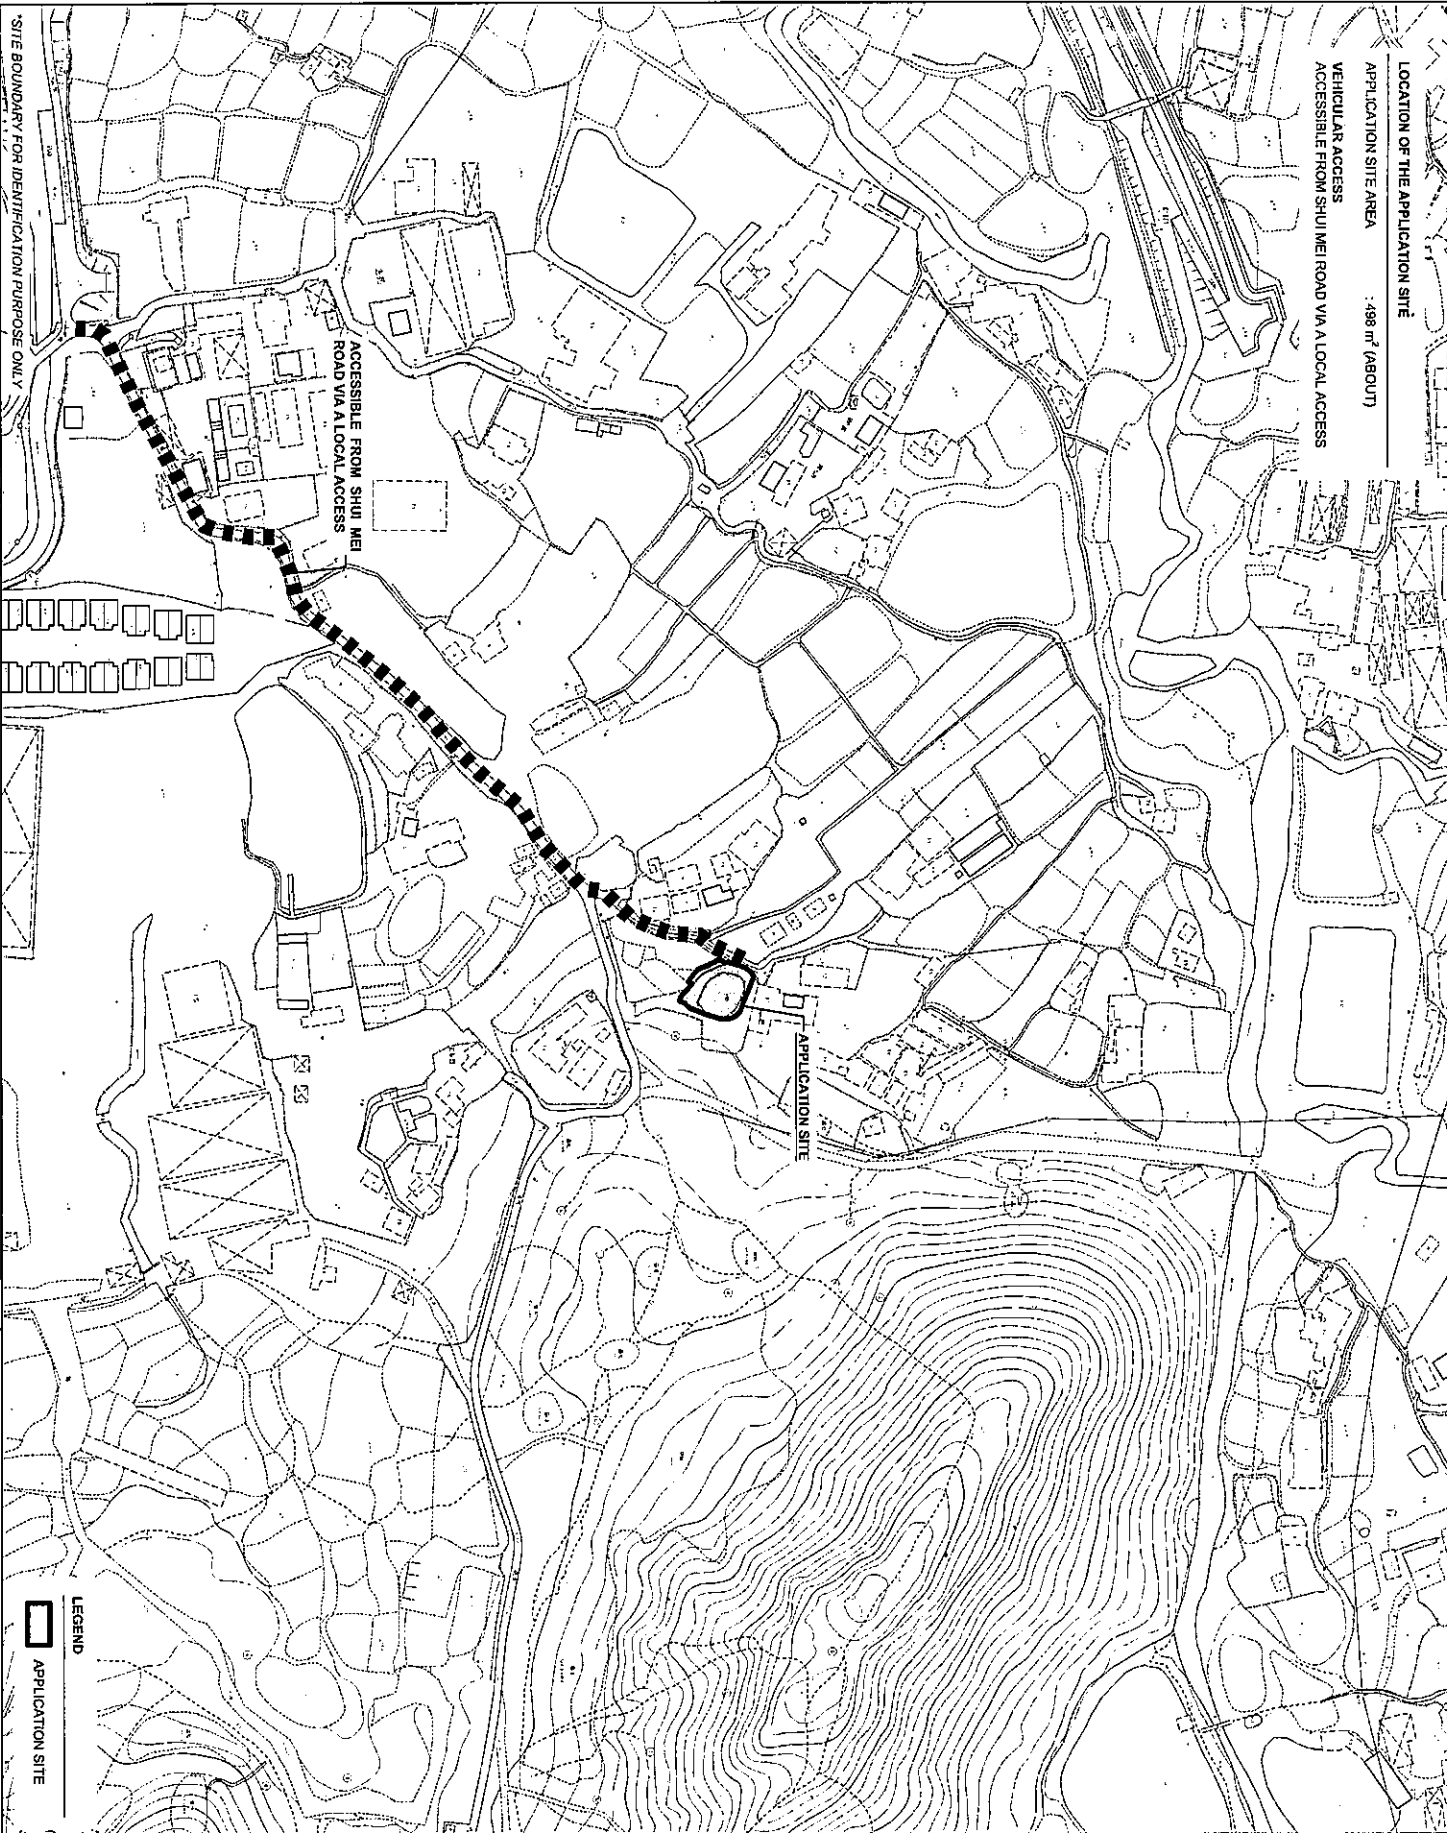 LOCATION OF THE APPLICATION SITE
APPLICATION SITE AREA : 498 m² (ABOUT)
VEHICULAR ACCESS
ACCESSIBLE FROM SHUI MEI ROAD VIA A LOCAL ACCESS
ACCESSIBLE FROM SHUI MEI
ROAD VIA A LOCAL ACCESS
APPLICATION SITE
LEGEND
APPLICATION SITE
*SITE BOUNDARY FOR IDENTIFICATION PURPOSE ONLY